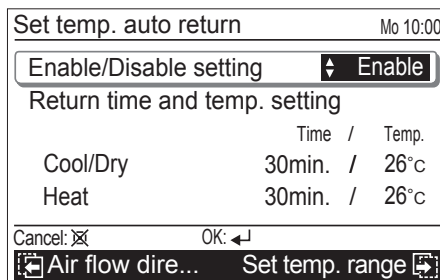 Set temp. auto return Mo 10:00
Enable/Disable setting Enable
Return time and temp. setting
Time / Temp.
Cool/Dry 30min. / 26°C
Heat 30min. / 26°C
Cancel: OK:
Air flow dire... Set temp. range